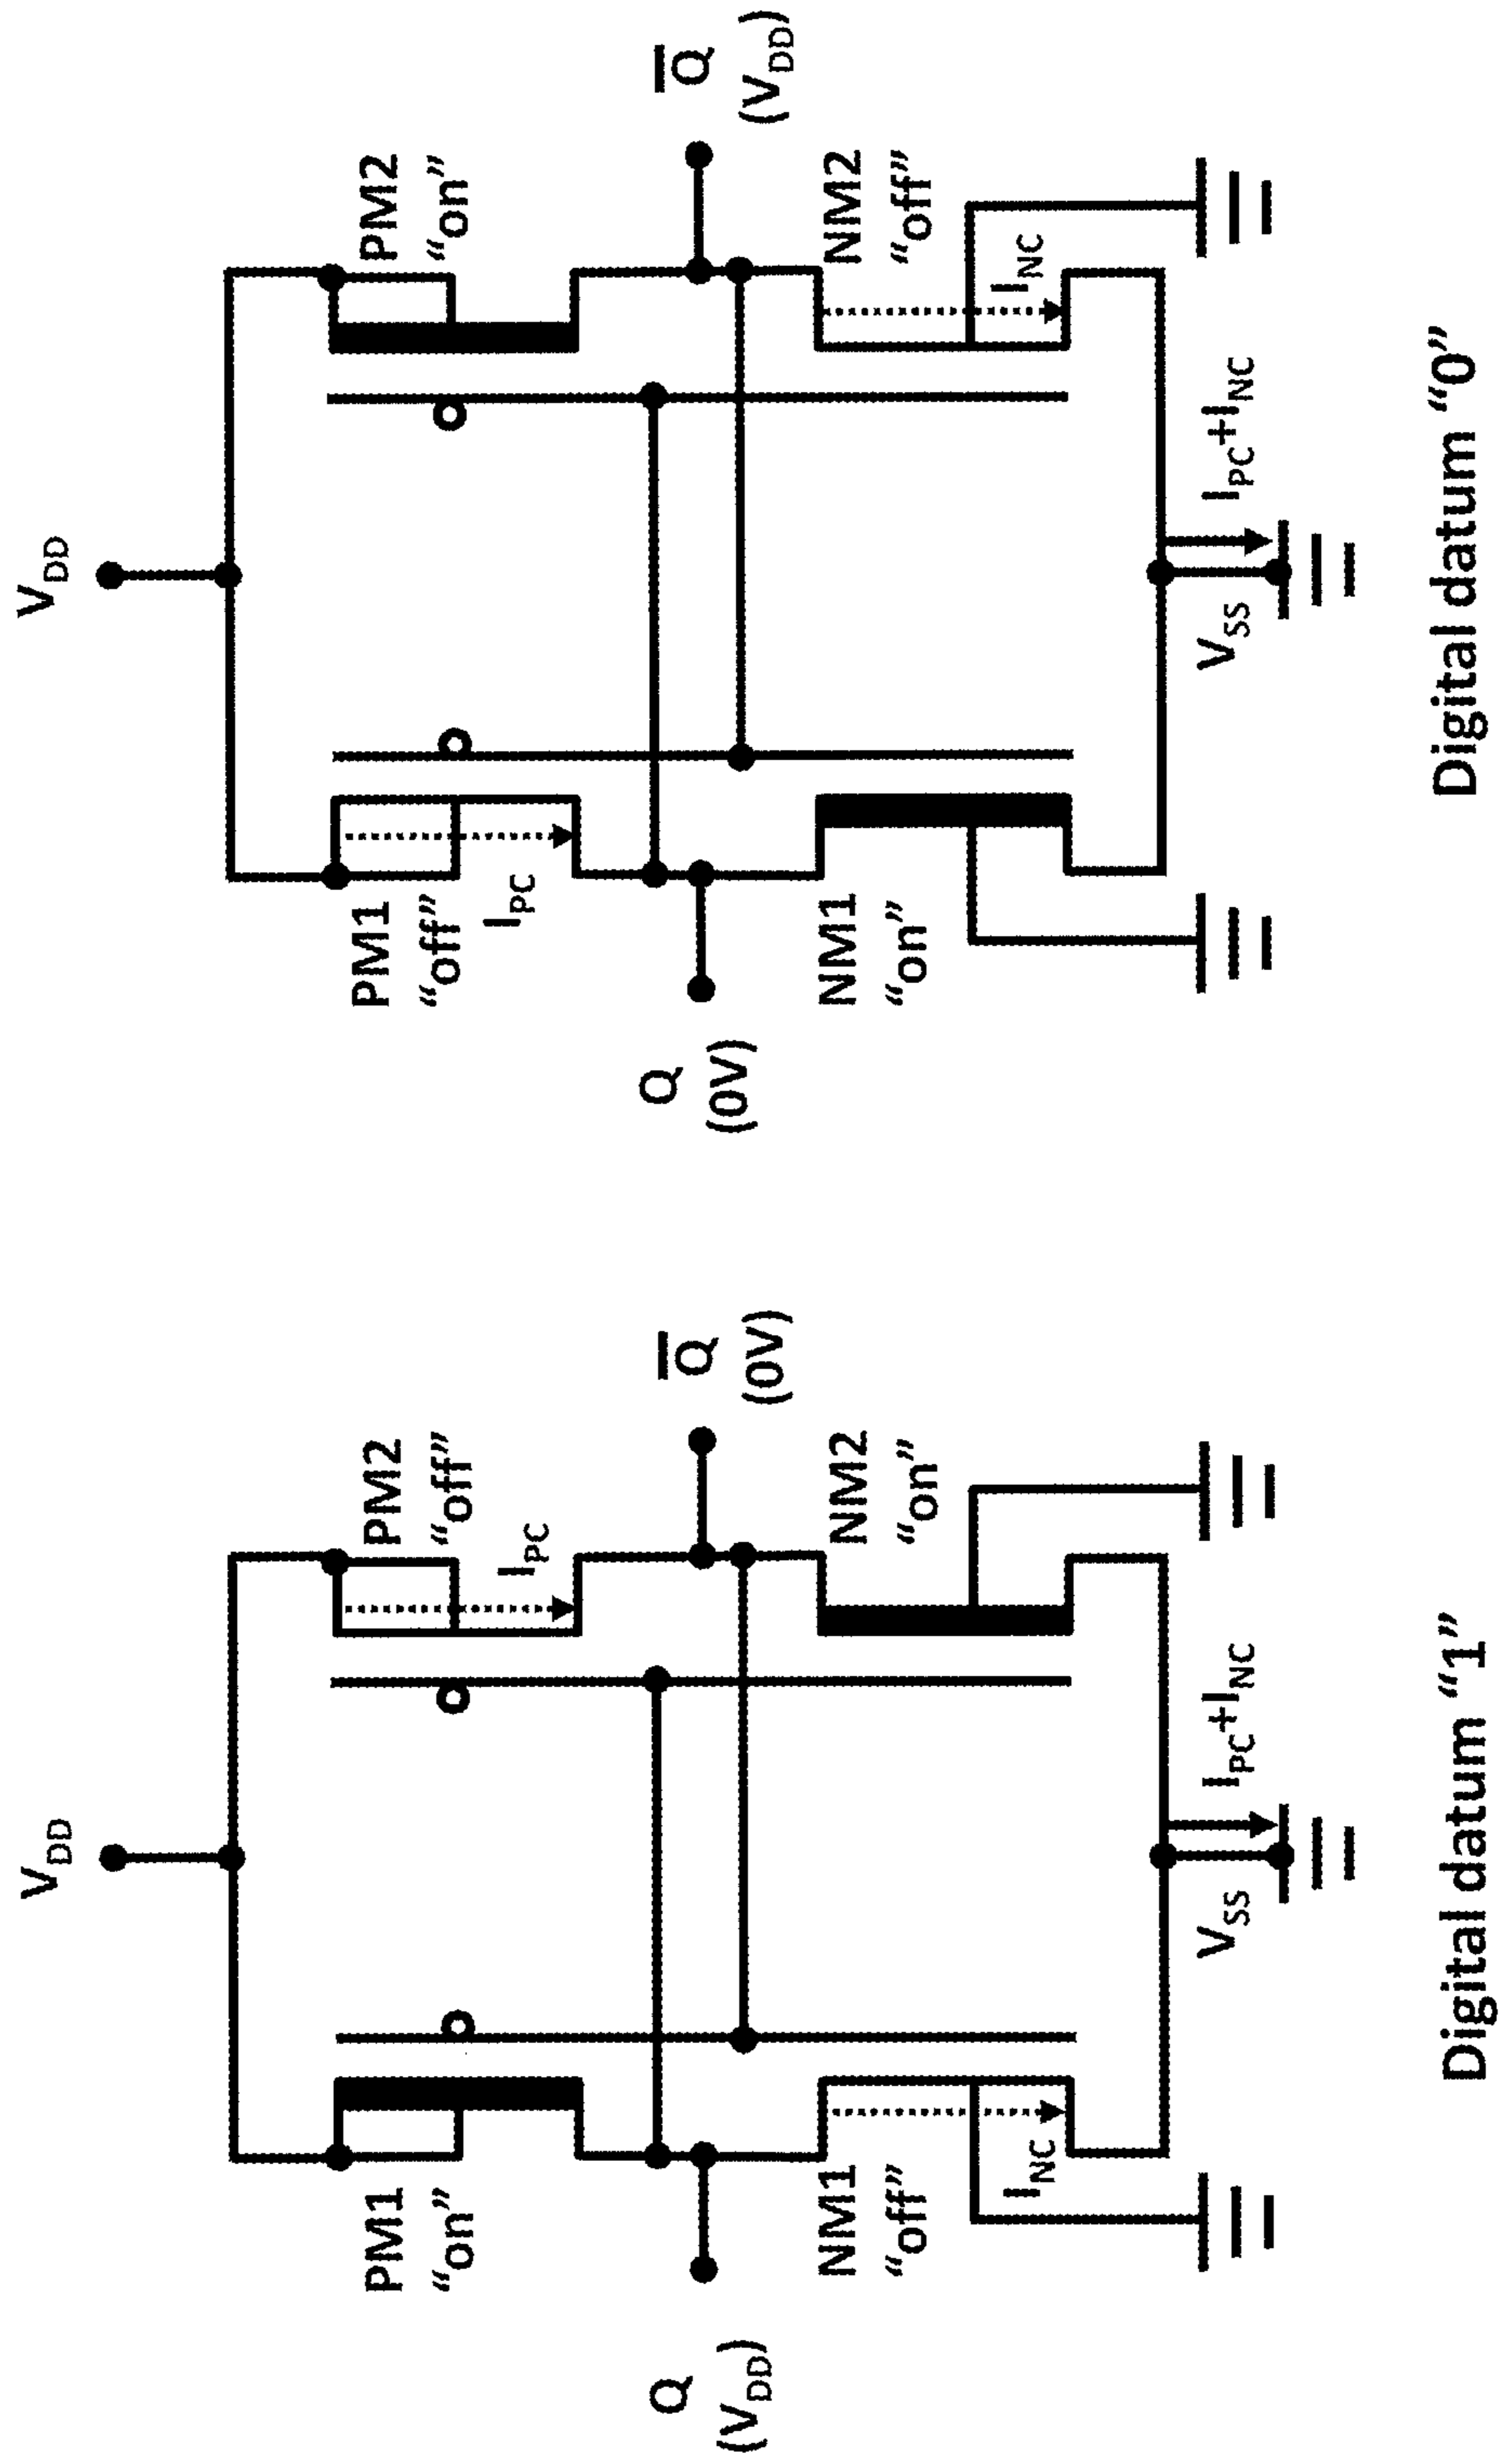 V_DD
PM1
"on"
PM2
"off"
I_PC
Q
(V_DD)
Q̅
(0V)
NM1
"off"
I_NC
NM2
"on"
V_SS
I_PC+I_NC
Digital datum “1”
V_DD
PM1
“off”
I_PC
PM2
“on”
Q
(0V)
Q̅
(V_DD)
NM1
“on”
NM2
“off”
I_NC
V_SS
I_PC+I_NC
Digital datum “0”